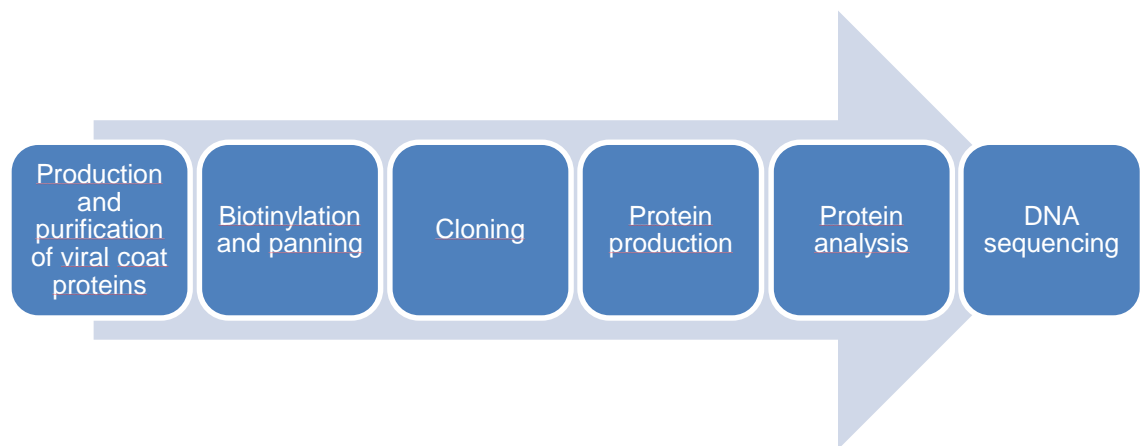 Production
and
purification
of viral coat
proteins
Biotinylation
and panning
Cloning
Protein
production
Protein
analysis
DNA
sequencing